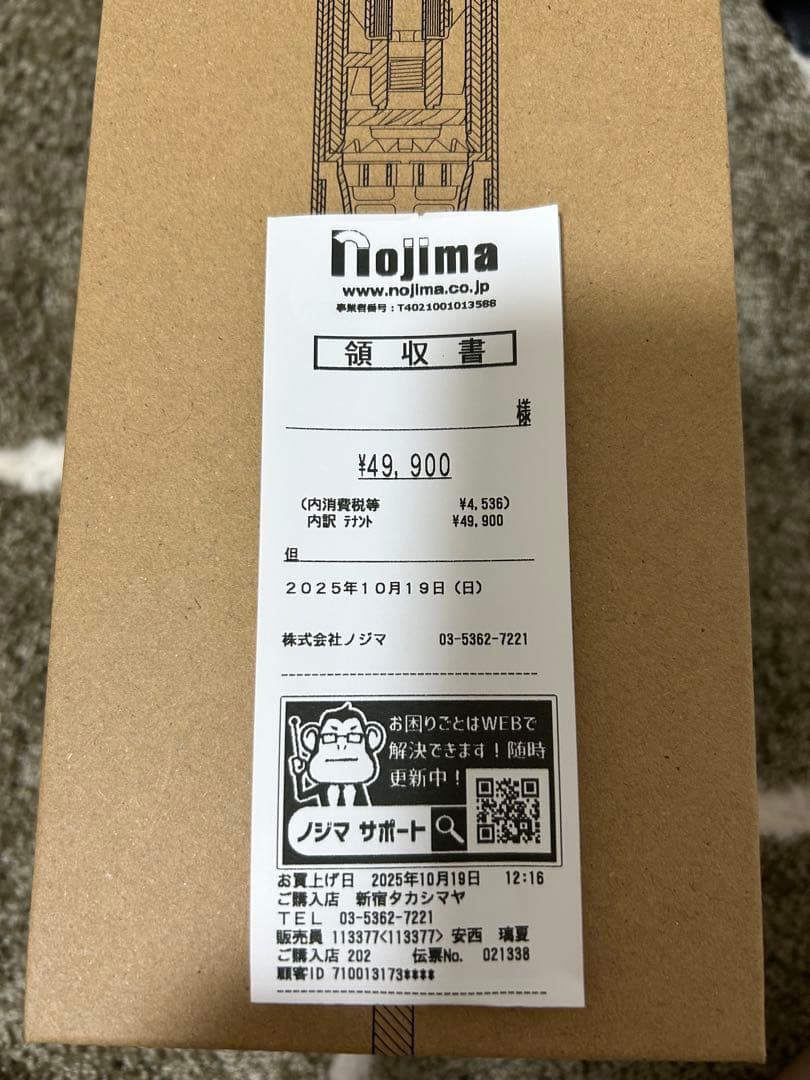 nojima
www.nojima.co.jp
事業者番号：T4021001013588
領収書
様
¥49,900
(内消費税等 ¥4,536)
内訳 ﾃﾅﾝﾄ ¥49,900
但
２０２５年１０月１９日（日）
株式会社ノジマ 03-5362-7221
お困りごとはWEBで
解決できます！随時
更新中！
ノジマ サポート
お買上げ日 2025年10月19日 12:16
ご購入店 新宿タカシマヤ
ＴＥＬ 03-5362-7221
販売員 113377<113377> 安西 璃夏
ご購入店 202 伝票No. 021338
顧客ID 710013173****